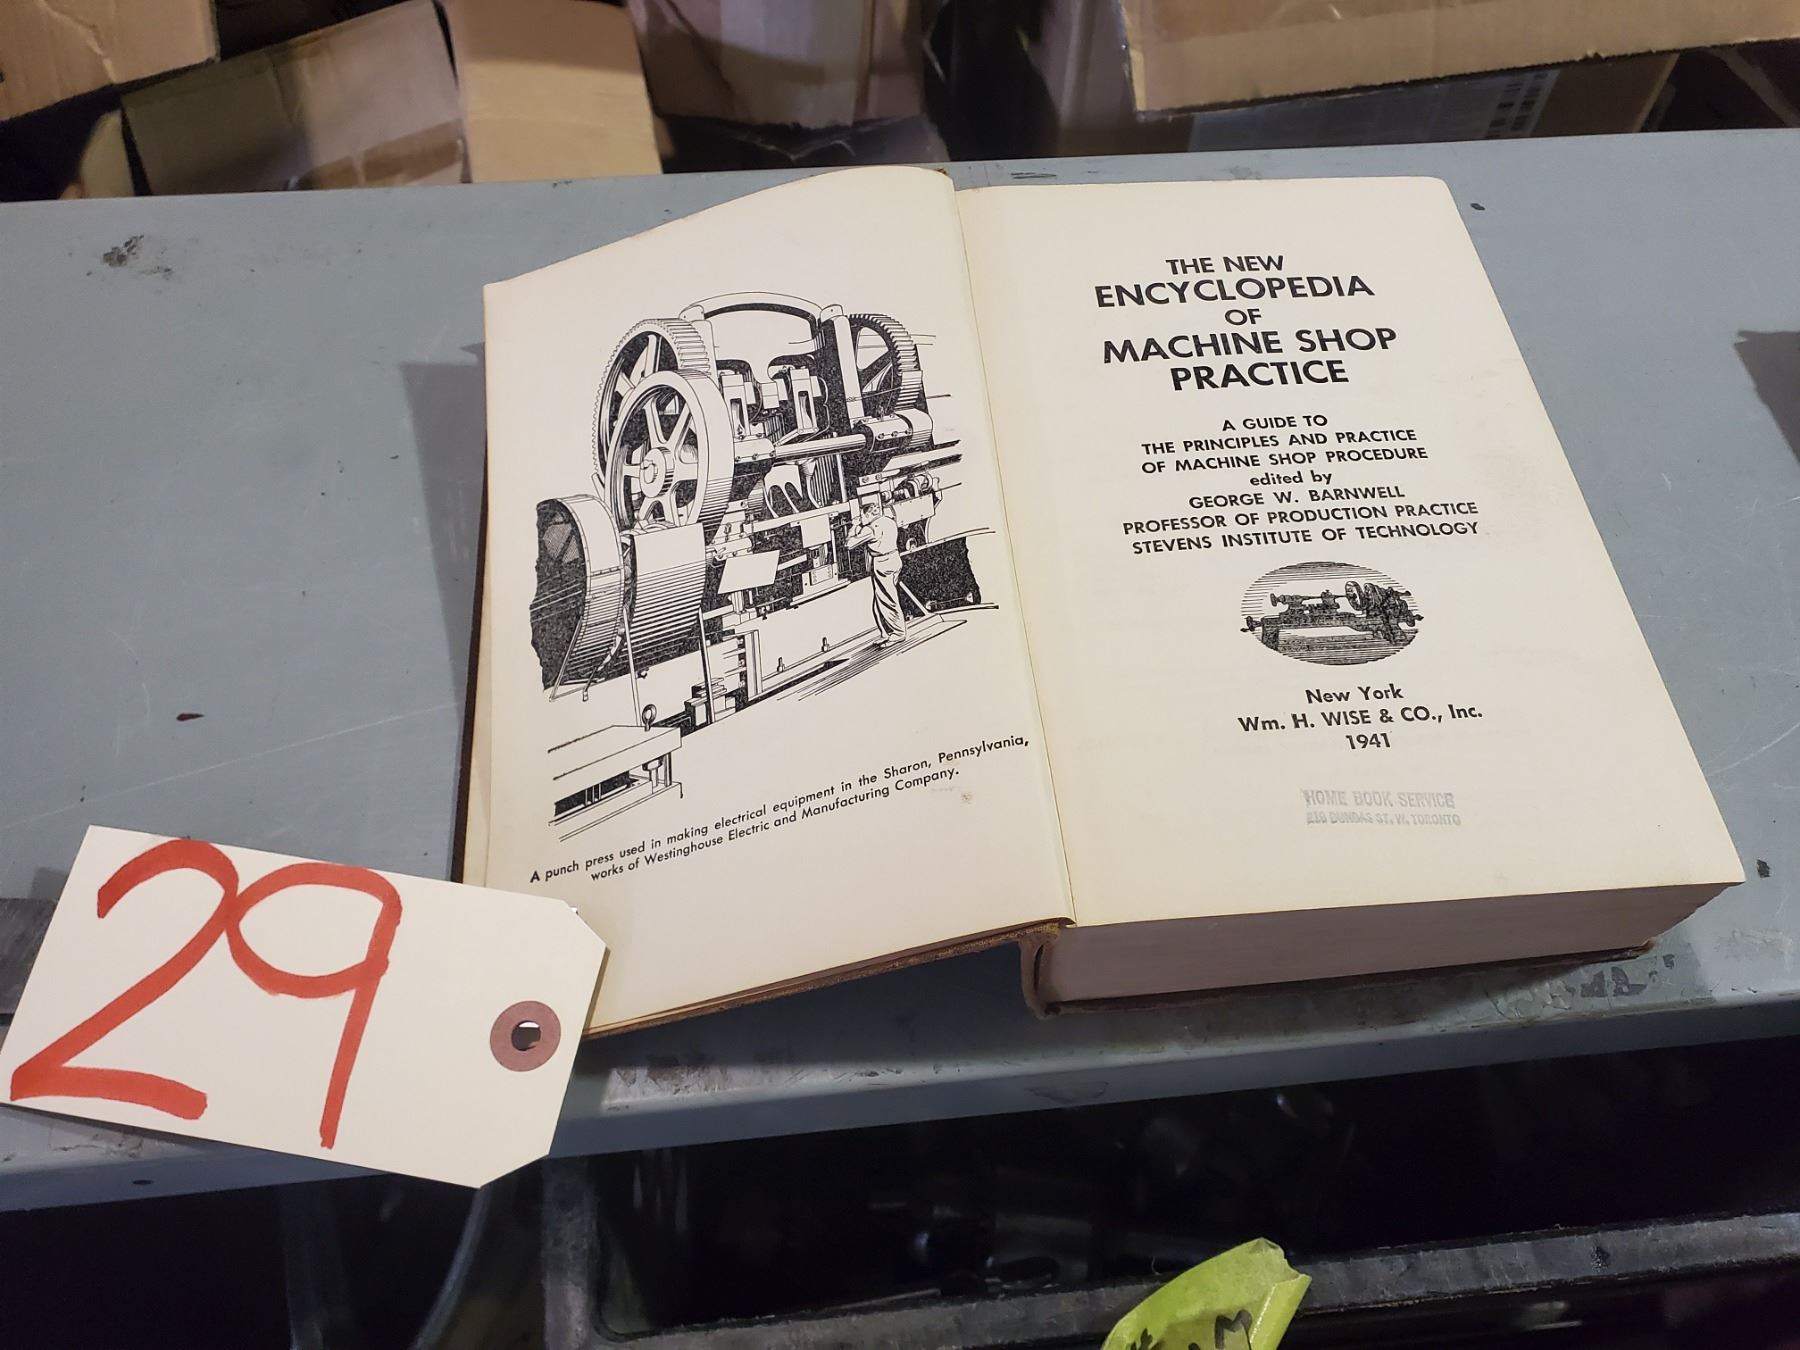 THE NEW
ENCYCLOPEDIA
OF
MACHINE SHOP
PRACTICE
A GUIDE TO
THE PRINCIPLES AND PRACTICE
OF MACHINE SHOP PROCEDURE
edited by
GEORGE W. BARNWELL
PROFESSOR OF PRODUCTION PRACTICE
STEVENS INSTITUTE OF TECHNOLOGY
New York
Wm. H. WISE & CO., Inc.
1941
HOME BOOK SERVICE
DUNDAS ST. W. TORONTO
A punch press used in making electrical equipment in the Sharon, Pennsylvania,
works of Westinghouse Electric and Manufacturing Company.
29